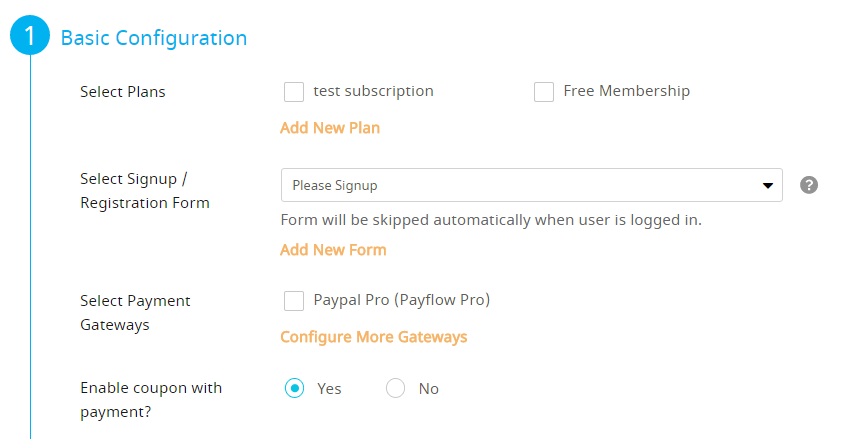 1 Basic Configuration
Select Plans test subscription Free Membership
Add New Plan
Select Signup /
Registration Form
Please Signup ?
Form will be skipped automatically when user is logged in.
Add New Form
Select Payment
Gateways
Paypal Pro (Payflow Pro)
Configure More Gateways
Enable coupon with
payment?
Yes No